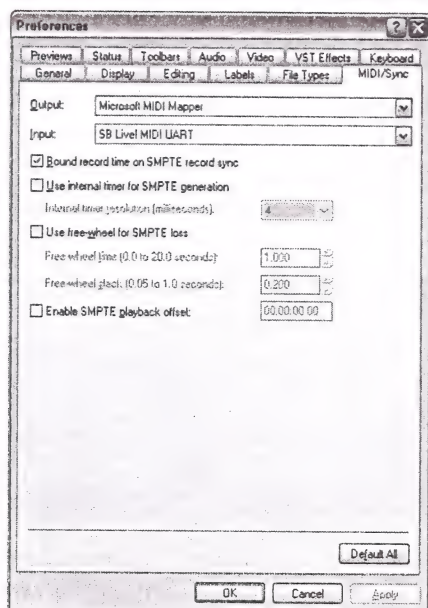 Preferences
Previews Status Toolbars Audio Video VST Effects Keyboard
General Display Editing Labels File Types MIDI/Sync
Output: Microsoft MIDI Mapper
Input: SB Live! MIDI UART
Bound record time on SMPTE record sync
Use internal timer for SMPTE generation
Internal timer resolution (milliseconds): 4
Use free-wheel for SMPTE loss
Free wheel time (0.0 to 20.0 seconds): 1.000
Free wheel slack (0.05 to 1.0 seconds): 0.200
Enable SMPTE playback offset: 00:00:00:00
Default All
OK Cancel Apply